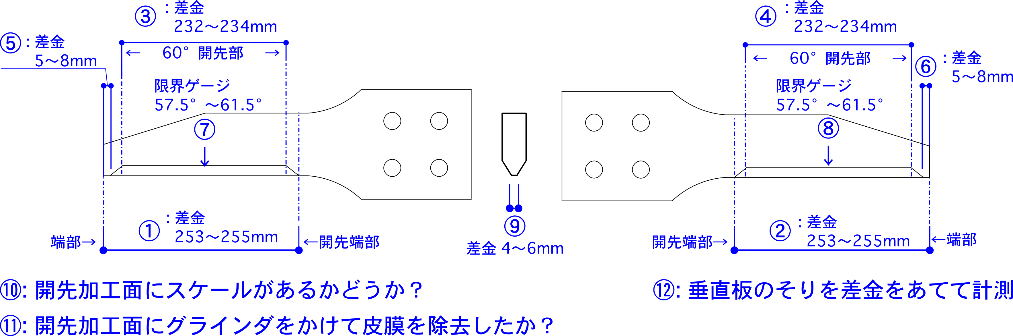 ③：差金
232～234mm
④：差金
232～234mm
⑤：差金
5～8mm
← 60°開先部 →
← 60°開先部 →
⑥：差金
5～8mm
限界ゲージ
57.5°～61.5°
⑦
限界ゲージ
57.5°～61.5°
⑧
①：差金
253～255mm
端部→
←開先端部
⑨
差金 4～6mm
開先端部→
②：差金
253～255mm
←端部
⑩: 開先加工面にスケールがあるかどうか？
⑫: 垂直板のそりを差金をあてて計測
⑪: 開先加工面にグラインダをかけて皮膜を除去したか？